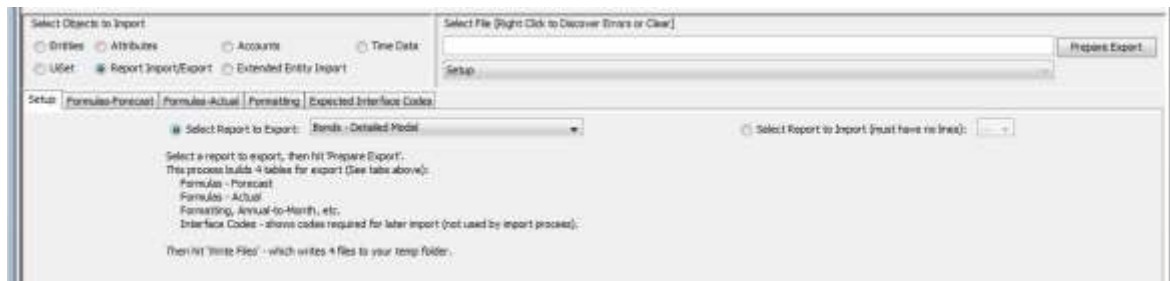 Select Objects to Import
Select File [Right Click to Discover Errors or Clear]
Entities Attributes Accounts Time Data
Prepare Export
UISet Report Import/Export Extended Entity Import
Setup
Setup Formulas-Forecast Formulas-Actual Formatting Expected Interface Codes
Select Report to Export: Bonds - Detailed Modal
Select Report to Import (must have no lines):
Select a report to export, then hit 'Prepare Export'.
This process builds 4 tables for export (See tabs above):
Formulas - Forecast
Formulas - Actual
Formatting, Annual-to-Month, etc.
Interface Codes - shows codes required for later import (not used by import process).
Then hit 'Write Files' - which writes 4 files to your temp folder.